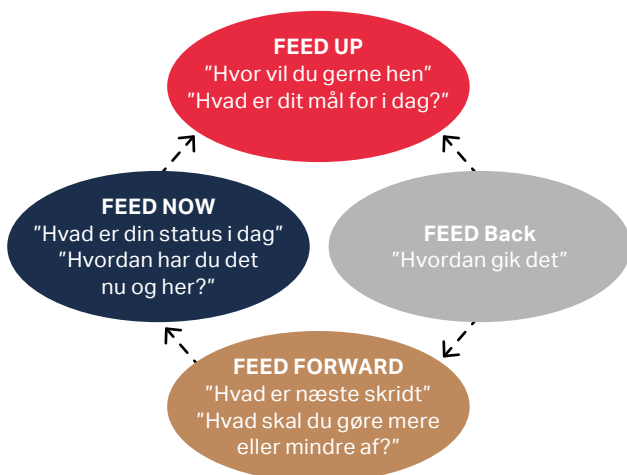 FEED UP
"Hvor vil du gerne hen"
"Hvad er dit mål for i dag?"
FEED NOW
"Hvad er din status i dag"
"Hvordan har du det
nu og her?"
FEED Back
"Hvordan gik det"
FEED FORWARD
"Hvad er næste skridt"
"Hvad skal du gøre mere
eller mindre af?"